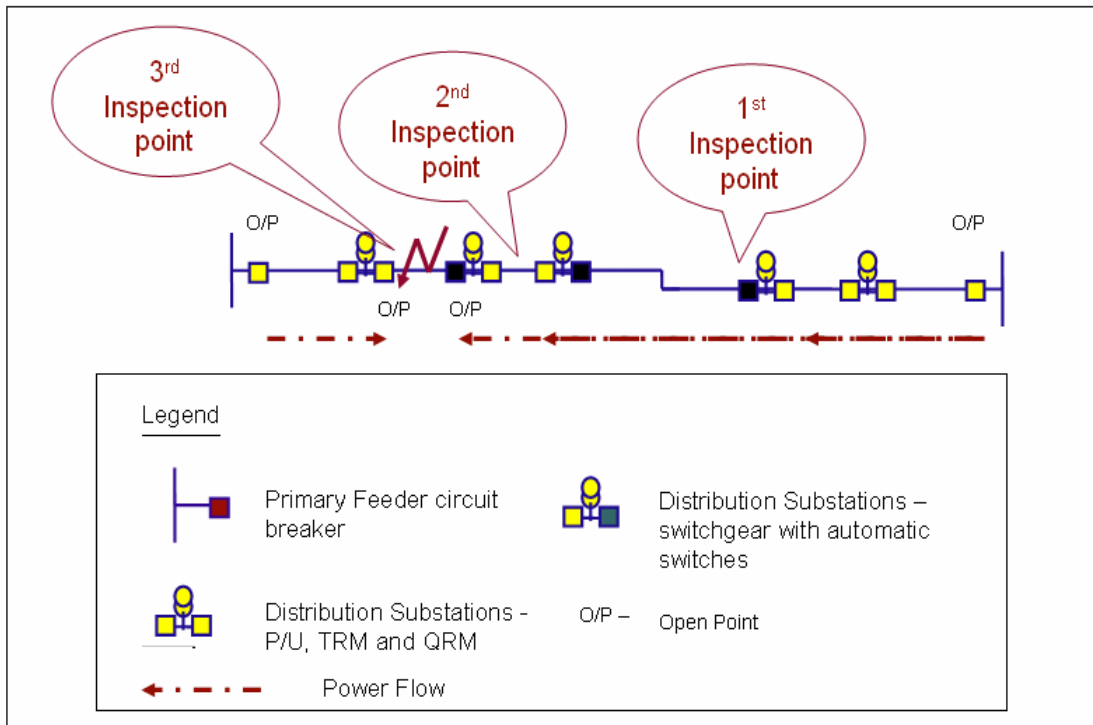 3rd
Inspection
point
2nd
Inspection
point
1st
Inspection
point
O/P
O/P
O/P
O/P
Legend
Primary Feeder circuit
breaker
Distribution Substations –
switchgear with automatic
switches
Distribution Substations -
P/U, TRM and QRM
O/P – Open Point
Power Flow